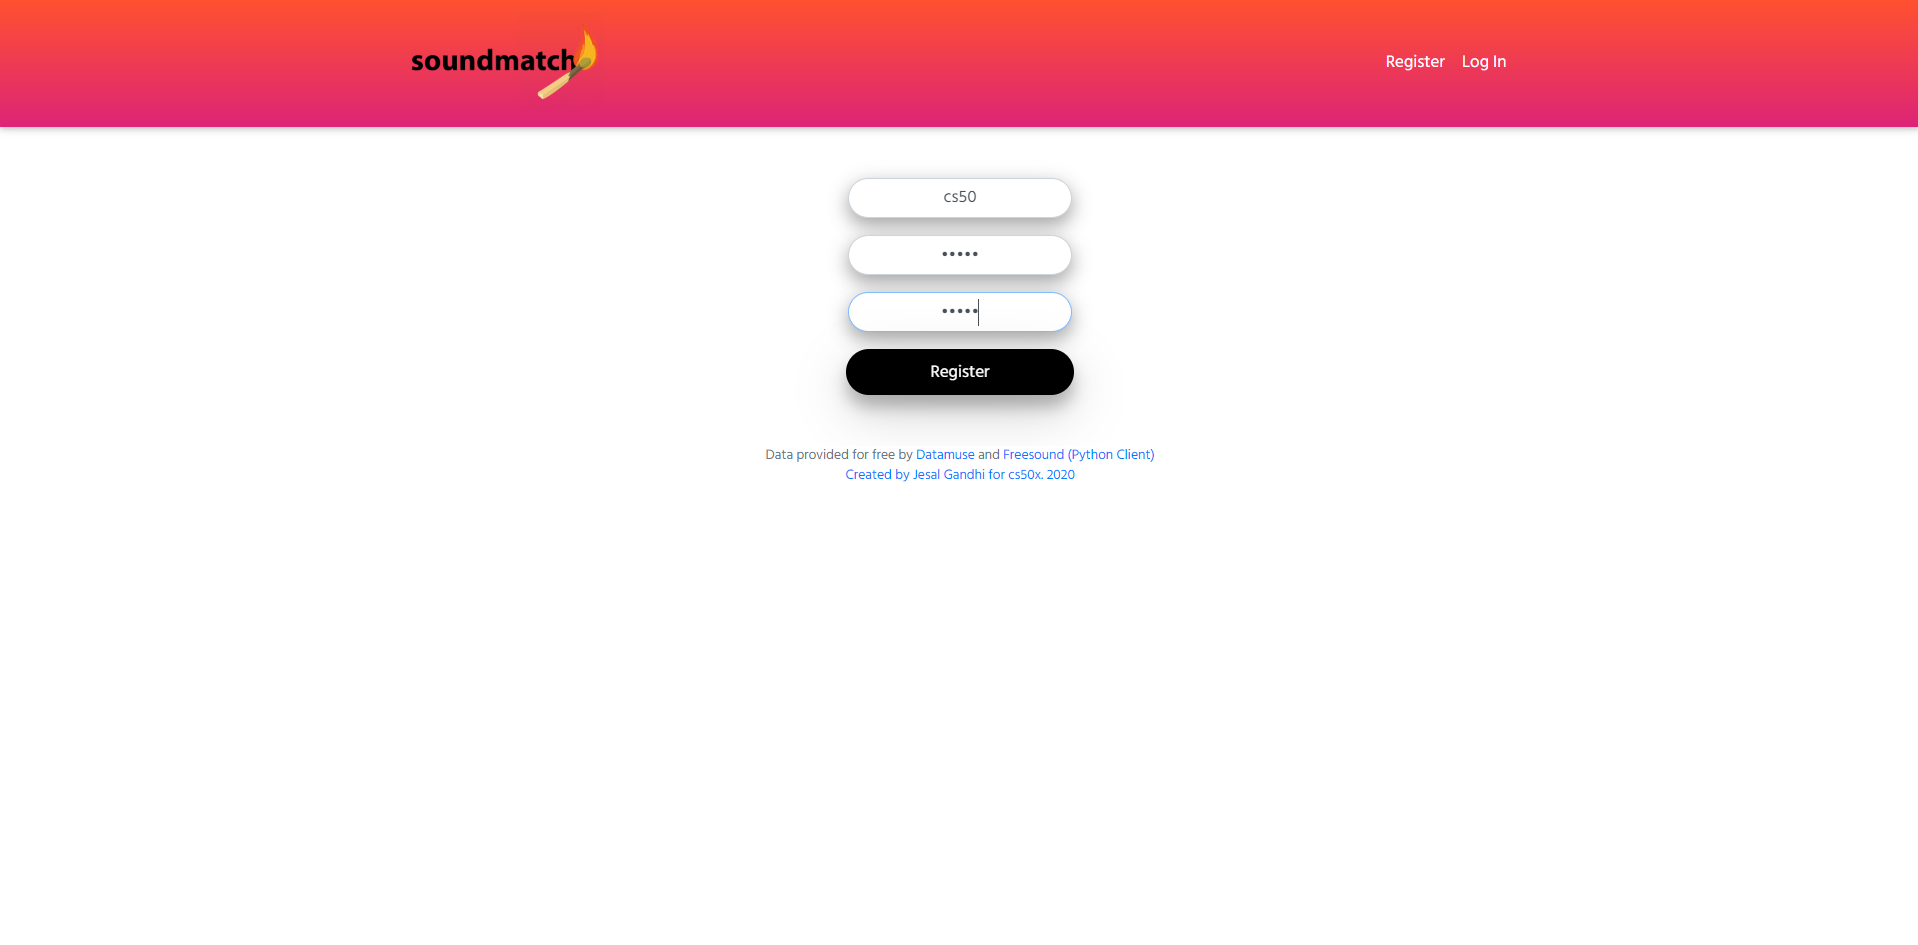 soundmatch
Register Log In
cs50
•••••
•••••
Register
Data provided for free by Datamuse and Freesound (Python Client)
Created by Jesal Gandhi for cs50x. 2020